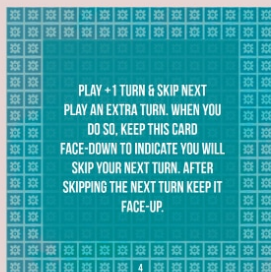 PLAY +1 TURN & SKIP NEXT
PLAY AN EXTRA TURN. WHEN YOU
DO SO, KEEP THIS CARD
FACE-DOWN TO INDICATE YOU WILL
SKIP YOUR NEXT TURN. AFTER
SKIPPING THE NEXT TURN KEEP IT
FACE-UP.
4